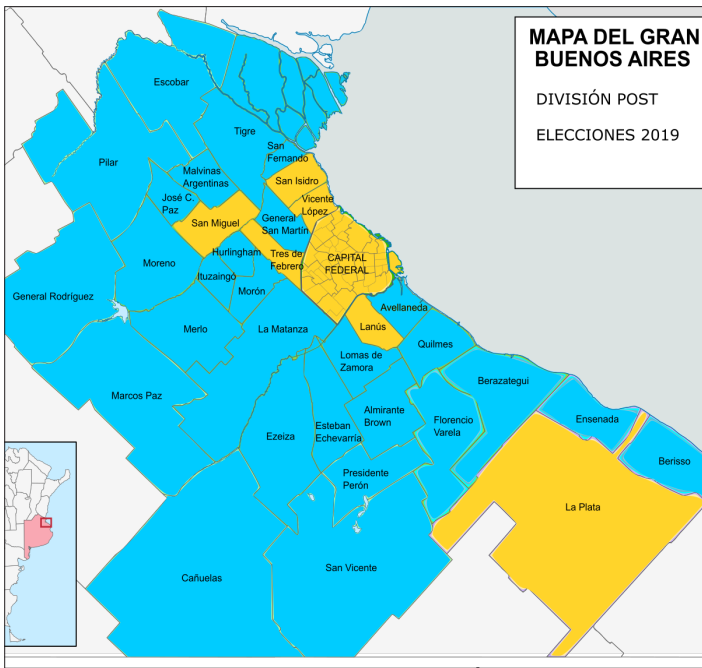 MAPA DEL GRAN
BUENOS AIRES
DIVISIÓN POST
ELECCIONES 2019
Escobar
Tigre
San
Fernando
Pilar
Malvinas
Argentinas
San Isidro
José C.
Paz
Vicente
López
San Miguel
General
San Martín
Hurlingham
Tres de
Febrero
CAPITAL
FEDERAL
Moreno
Ituzaingó
Morón
General Rodríguez
Avellaneda
Merlo
La Matanza
Lanús
Quilmes
Lomas de
Zamora
Berazategui
Marcos Paz
Almirante
Brown
Florencio
Varela
Ensenada
Ezeiza
Esteban
Echevarría
Berisso
Presidente
Perón
La Plata
Cañuelas
San Vicente